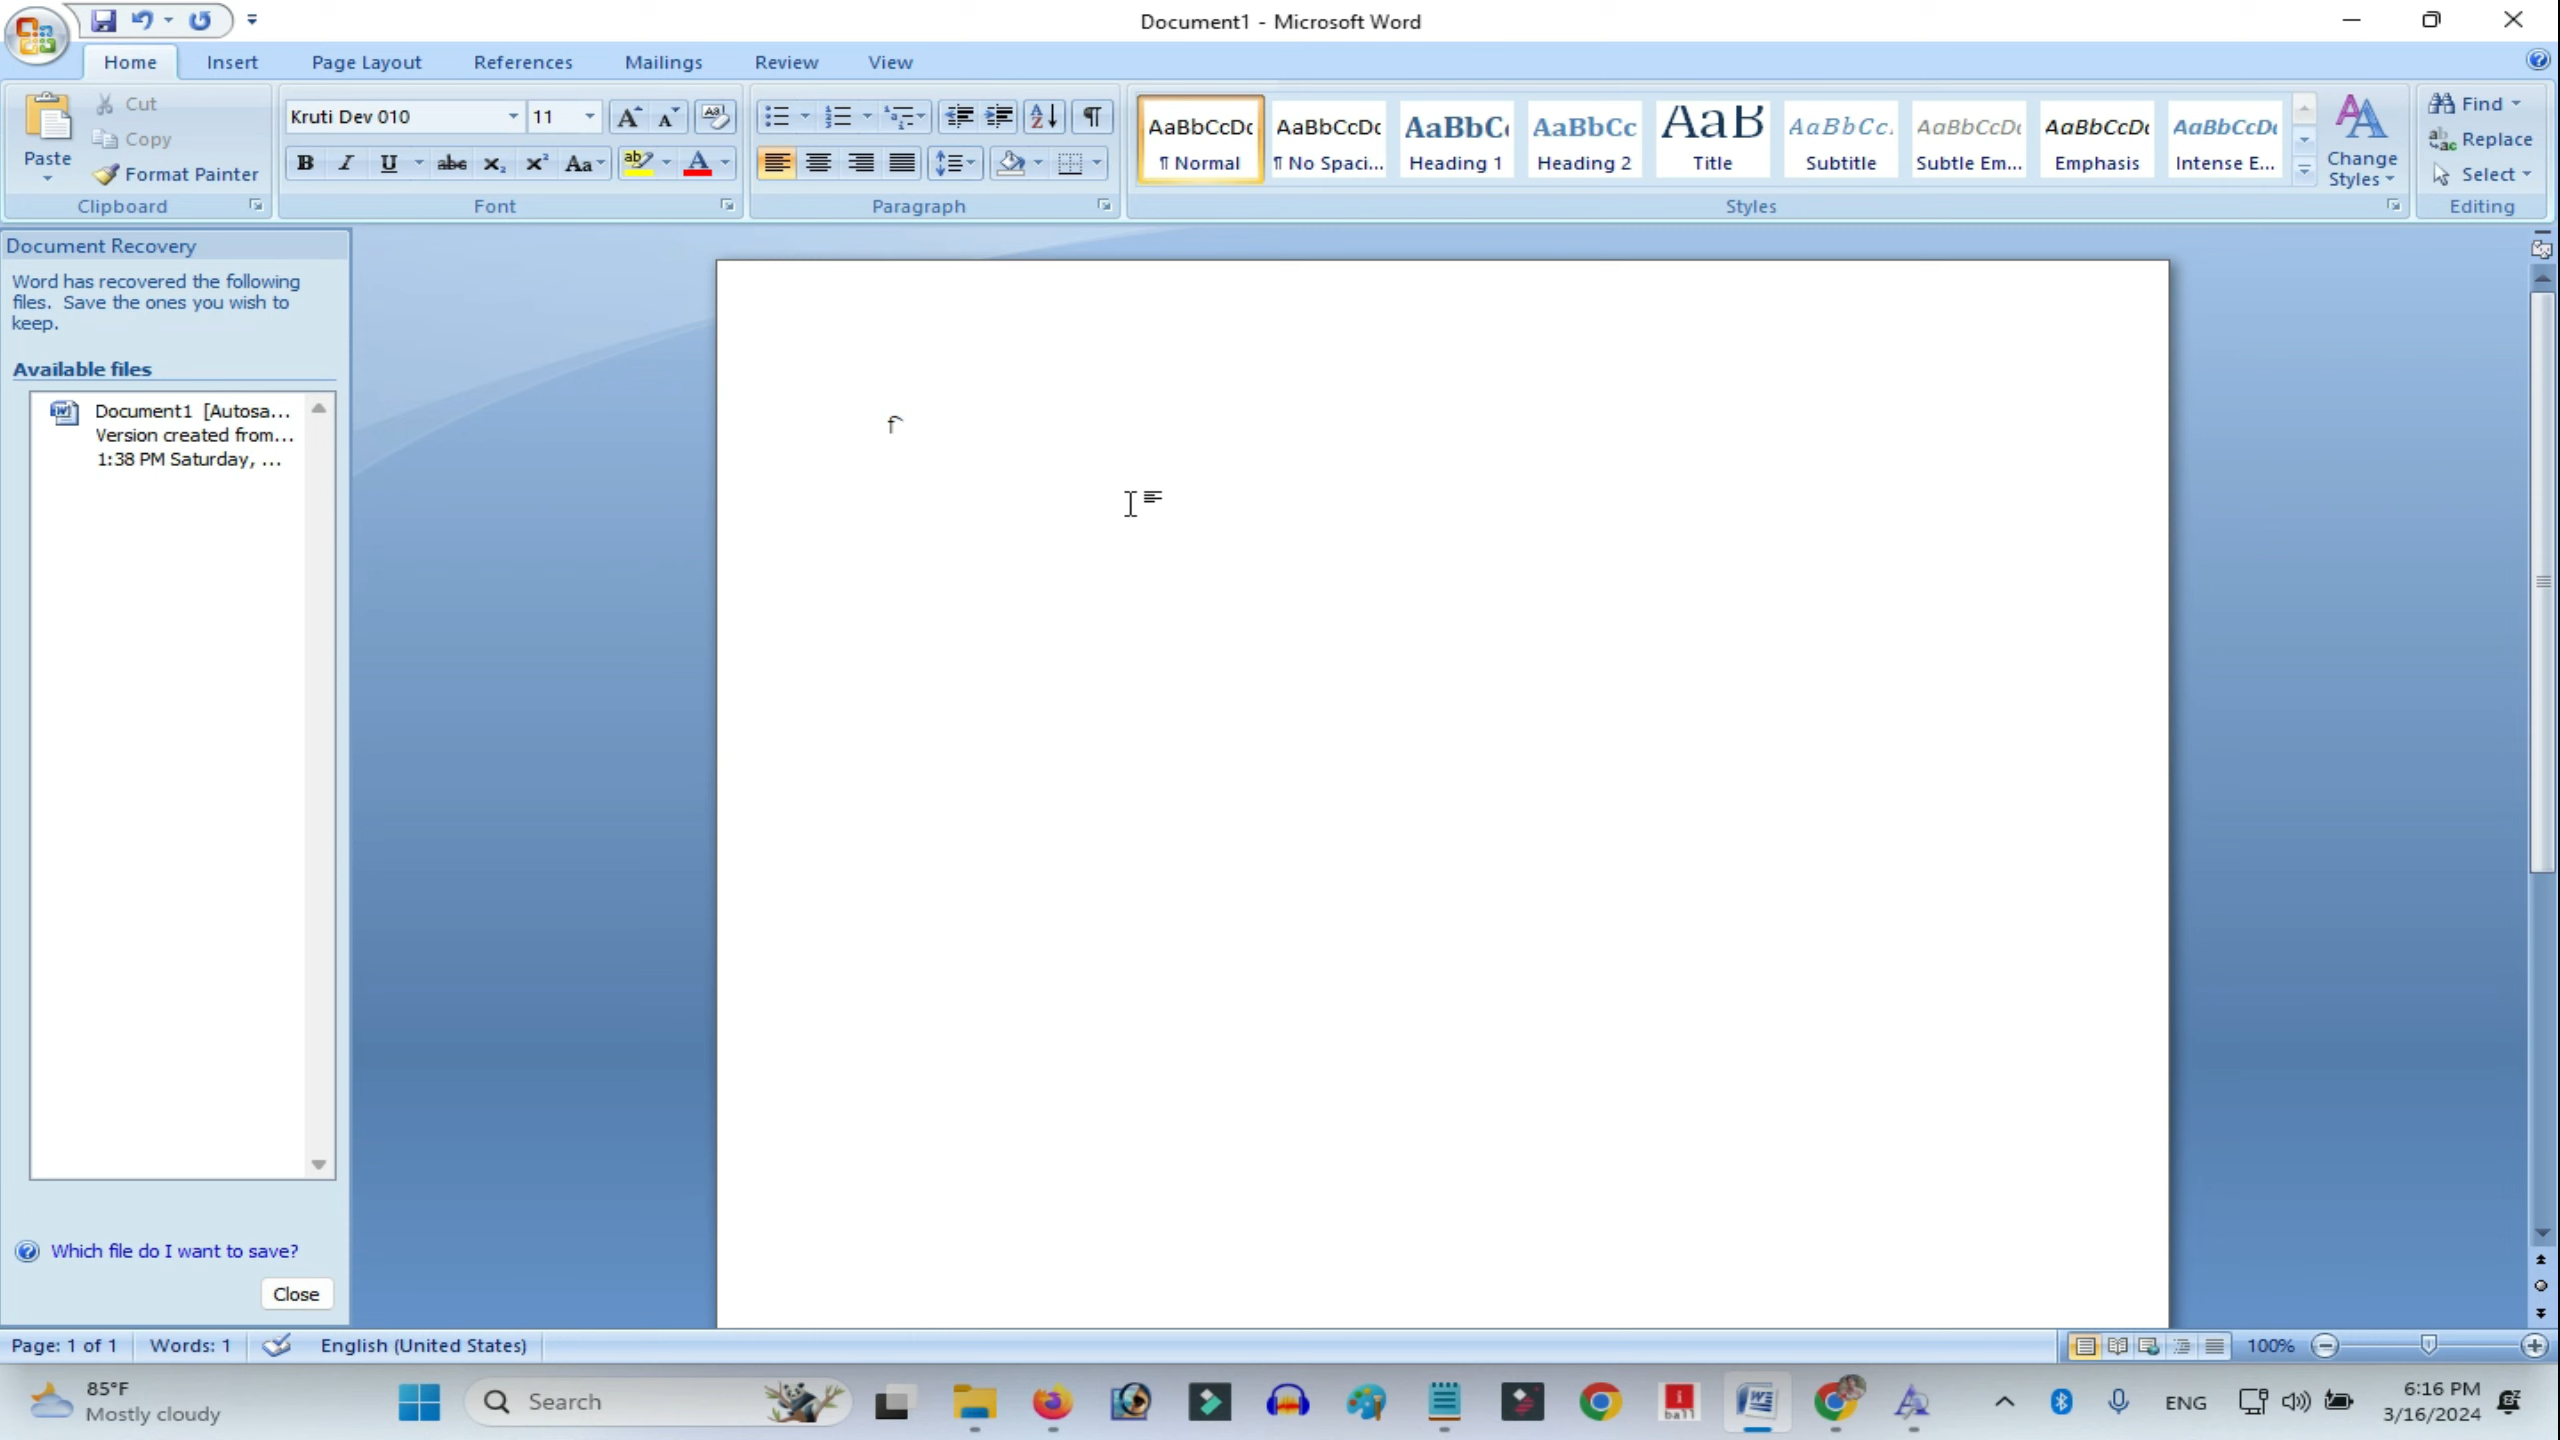 Document1 - Microsoft Word
Home Insert Page Layout References Mailings Review View
Paste
Cut
Copy
Format Painter
Clipboard
Kruti Dev 010 11
Font
Paragraph
AaBbCcDc AaBbCcDc AaBbC AaBbCc AaB AaBbCc. AaBbCcDc AaBbCcDc AaBbCcDc
¶ Normal ¶ No Spaci... Heading 1 Heading 2 Title Subtitle Subtle Em... Emphasis Intense E...
Styles
Change
Styles
Find
Replace
Select
Editing
Document Recovery
Word has recovered the following
files. Save the ones you wish to
keep.
Available files
Document1 [Autosa...
Version created from...
1:38 PM Saturday, ...
Which file do I want to save?
Close
ि
Page: 1 of 1 Words: 1 English (United States) 100%
85°F
Mostly cloudy
Search
i
ball
ENG
6:16 PM
3/16/2024